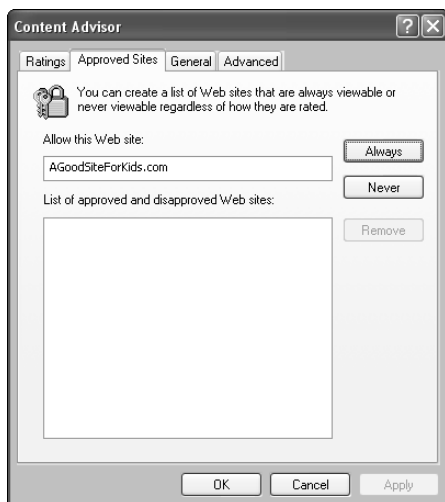 Content Advisor
Ratings Approved Sites General Advanced
You can create a list of Web sites that are always viewable or
never viewable regardless of how they are rated.
Allow this Web site:
Always
AGoodSiteForKids.com
Never
List of approved and disapproved Web sites:
Remove
OK Cancel Apply